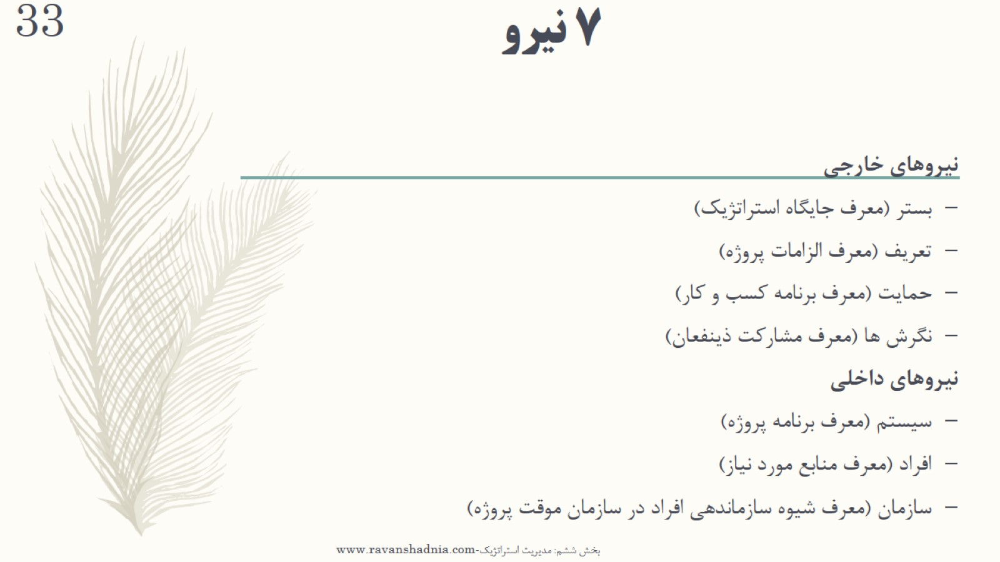 33
۷ نیرو
نیروهای خارجی
– بستر (معرف جایگاه استراتژیک)
– تعریف (معرف الزامات پروژه)
– حمایت (معرف برنامه کسب و کار)
– نگرش ها (معرف مشارکت ذینفعان)
نیروهای داخلی
– سیستم (معرف برنامه پروژه)
– افراد (معرف منابع مورد نیاز)
– سازمان (معرف شیوه سازماندهی افراد در سازمان موقت پروژه)
بخش ششم: مدیریت استراتژیک-www.ravanshadnia.com